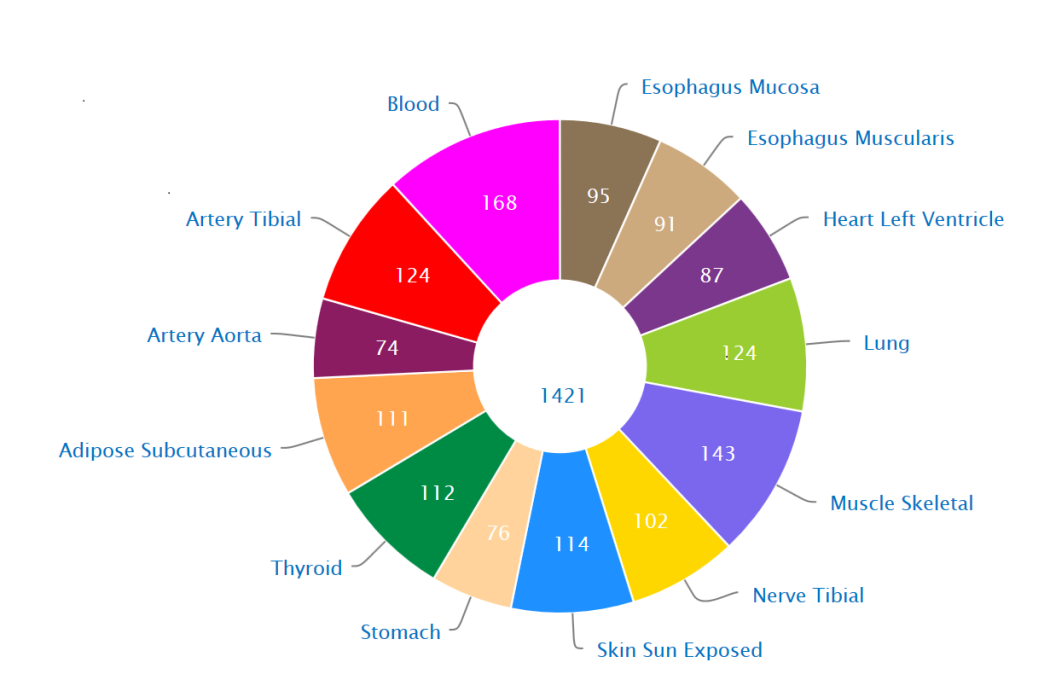 Esophagus Mucosa
Blood
Esophagus Muscularis
168
95
Artery Tibial
91
Heart Left Ventricle
124
87
Artery Aorta
74
124
Lung
1421
111
Adipose Subcutaneous
143
112
102
Muscle Skeletal
76
114
Thyroid
Nerve Tibial
Stomach
Skin Sun Exposed